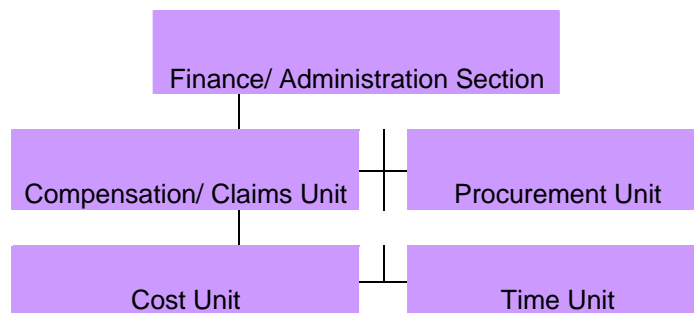 Finance/ Administration Section
Compensation/ Claims Unit
Procurement Unit
Cost Unit
Time Unit